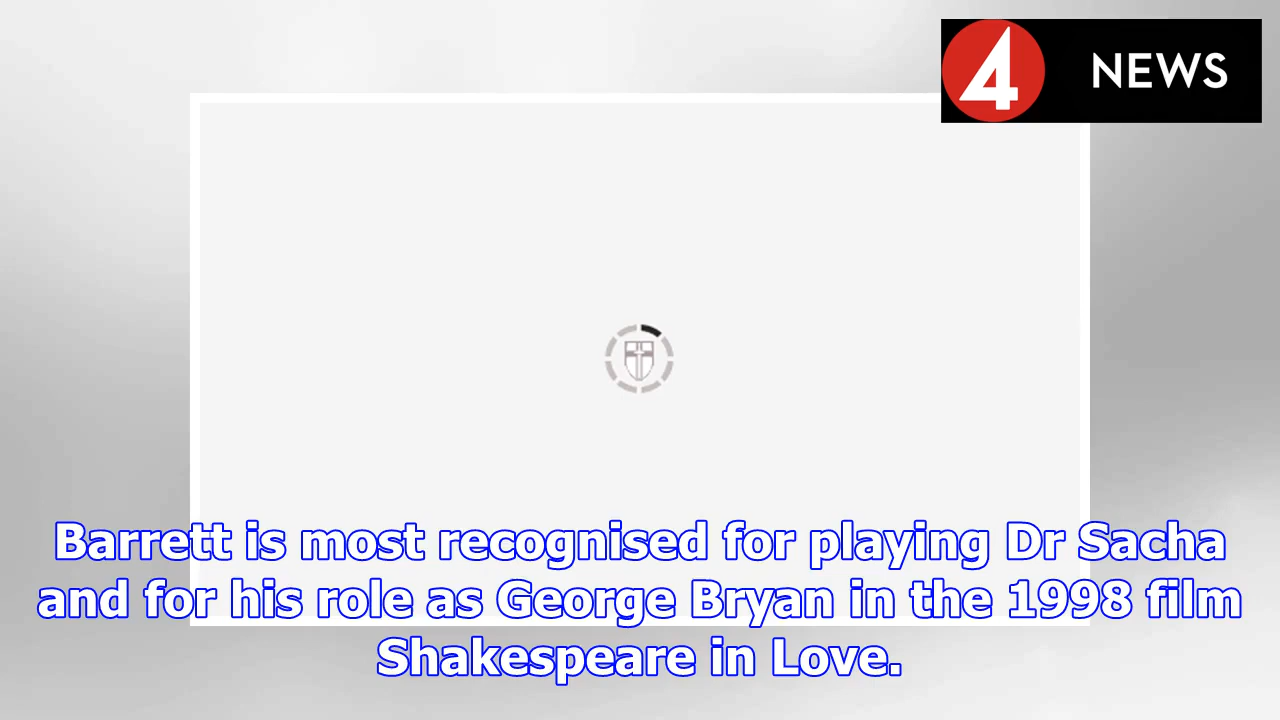 4 NEWS
Barrett is most recognised for playing Dr Sacha
and for his role as George Bryan in the 1998 film
Shakespeare in Love.